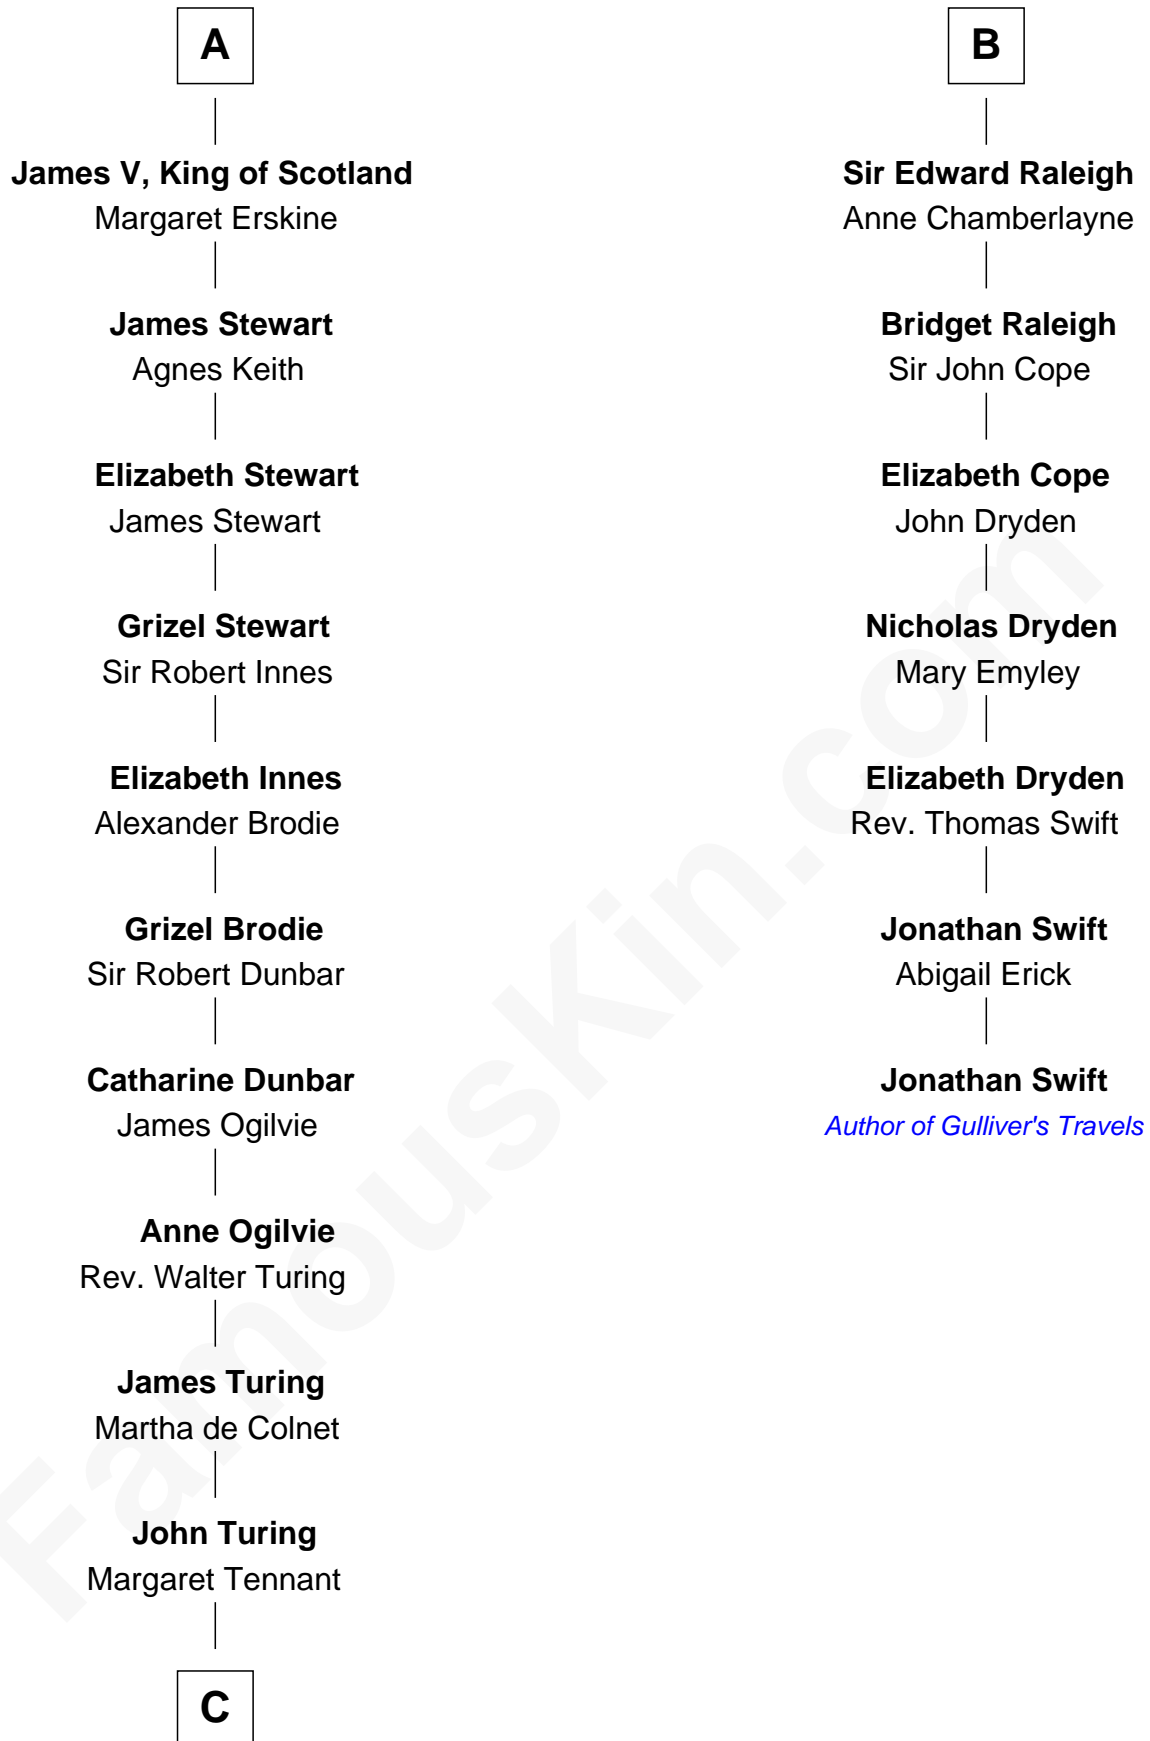 A
James V, King of Scotland
Margaret Erskine
James Stewart
Agnes Keith
Elizabeth Stewart
James Stewart
Grizel Stewart
Sir Robert Innes
Elizabeth Innes
Alexander Brodie
Grizel Brodie
Sir Robert Dunbar
Catharine Dunbar
James Ogilvie
Anne Ogilvie
Rev. Walter Turing
James Turing
Martha de Colnet
John Turing
Margaret Tennant
C
B
Sir Edward Raleigh
Anne Chamberlayne
Bridget Raleigh
Sir John Cope
Elizabeth Cope
John Dryden
Nicholas Dryden
Mary Emyley
Elizabeth Dryden
Rev. Thomas Swift
Jonathan Swift
Abigail Erick
Jonathan Swift
Author of Gulliver's Travels
FamousKin.com